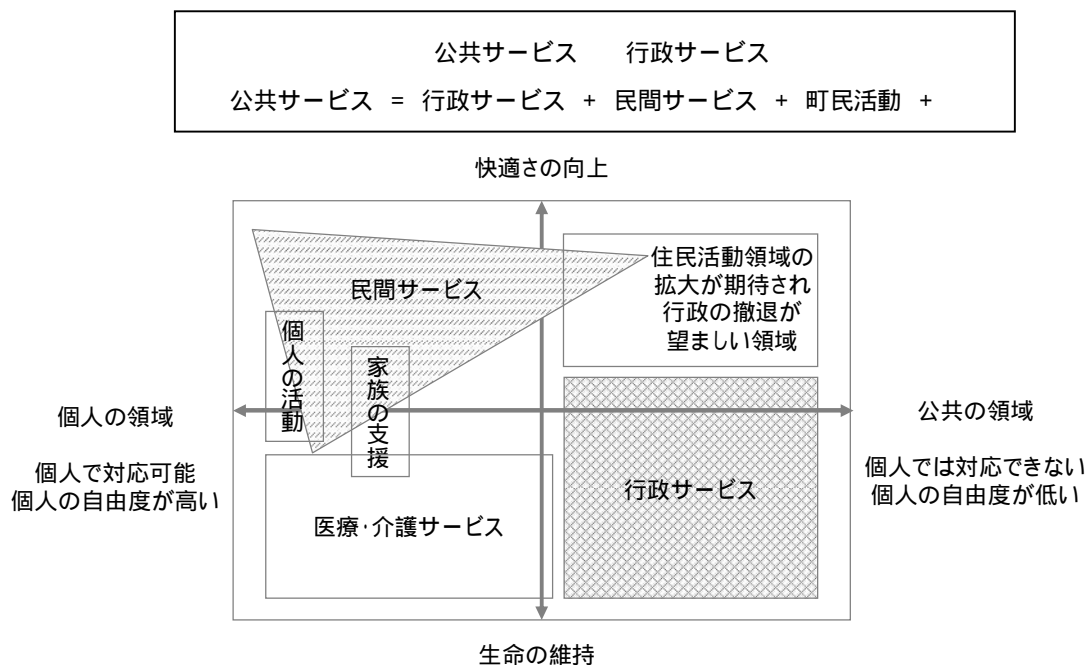 公共サービス　　行政サービス
公共サービス = 行政サービス + 民間サービス + 町民活動 +
快適さの向上
民間サービス
住民活動領域の
拡大が期待され
行政の撤退が
望ましい領域
個人の活動
家族の支援
個人の領域
公共の領域
個人で対応可能
個人の自由度が高い
個人では対応できない
個人の自由度が低い
行政サービス
医療・介護サービス
生命の維持